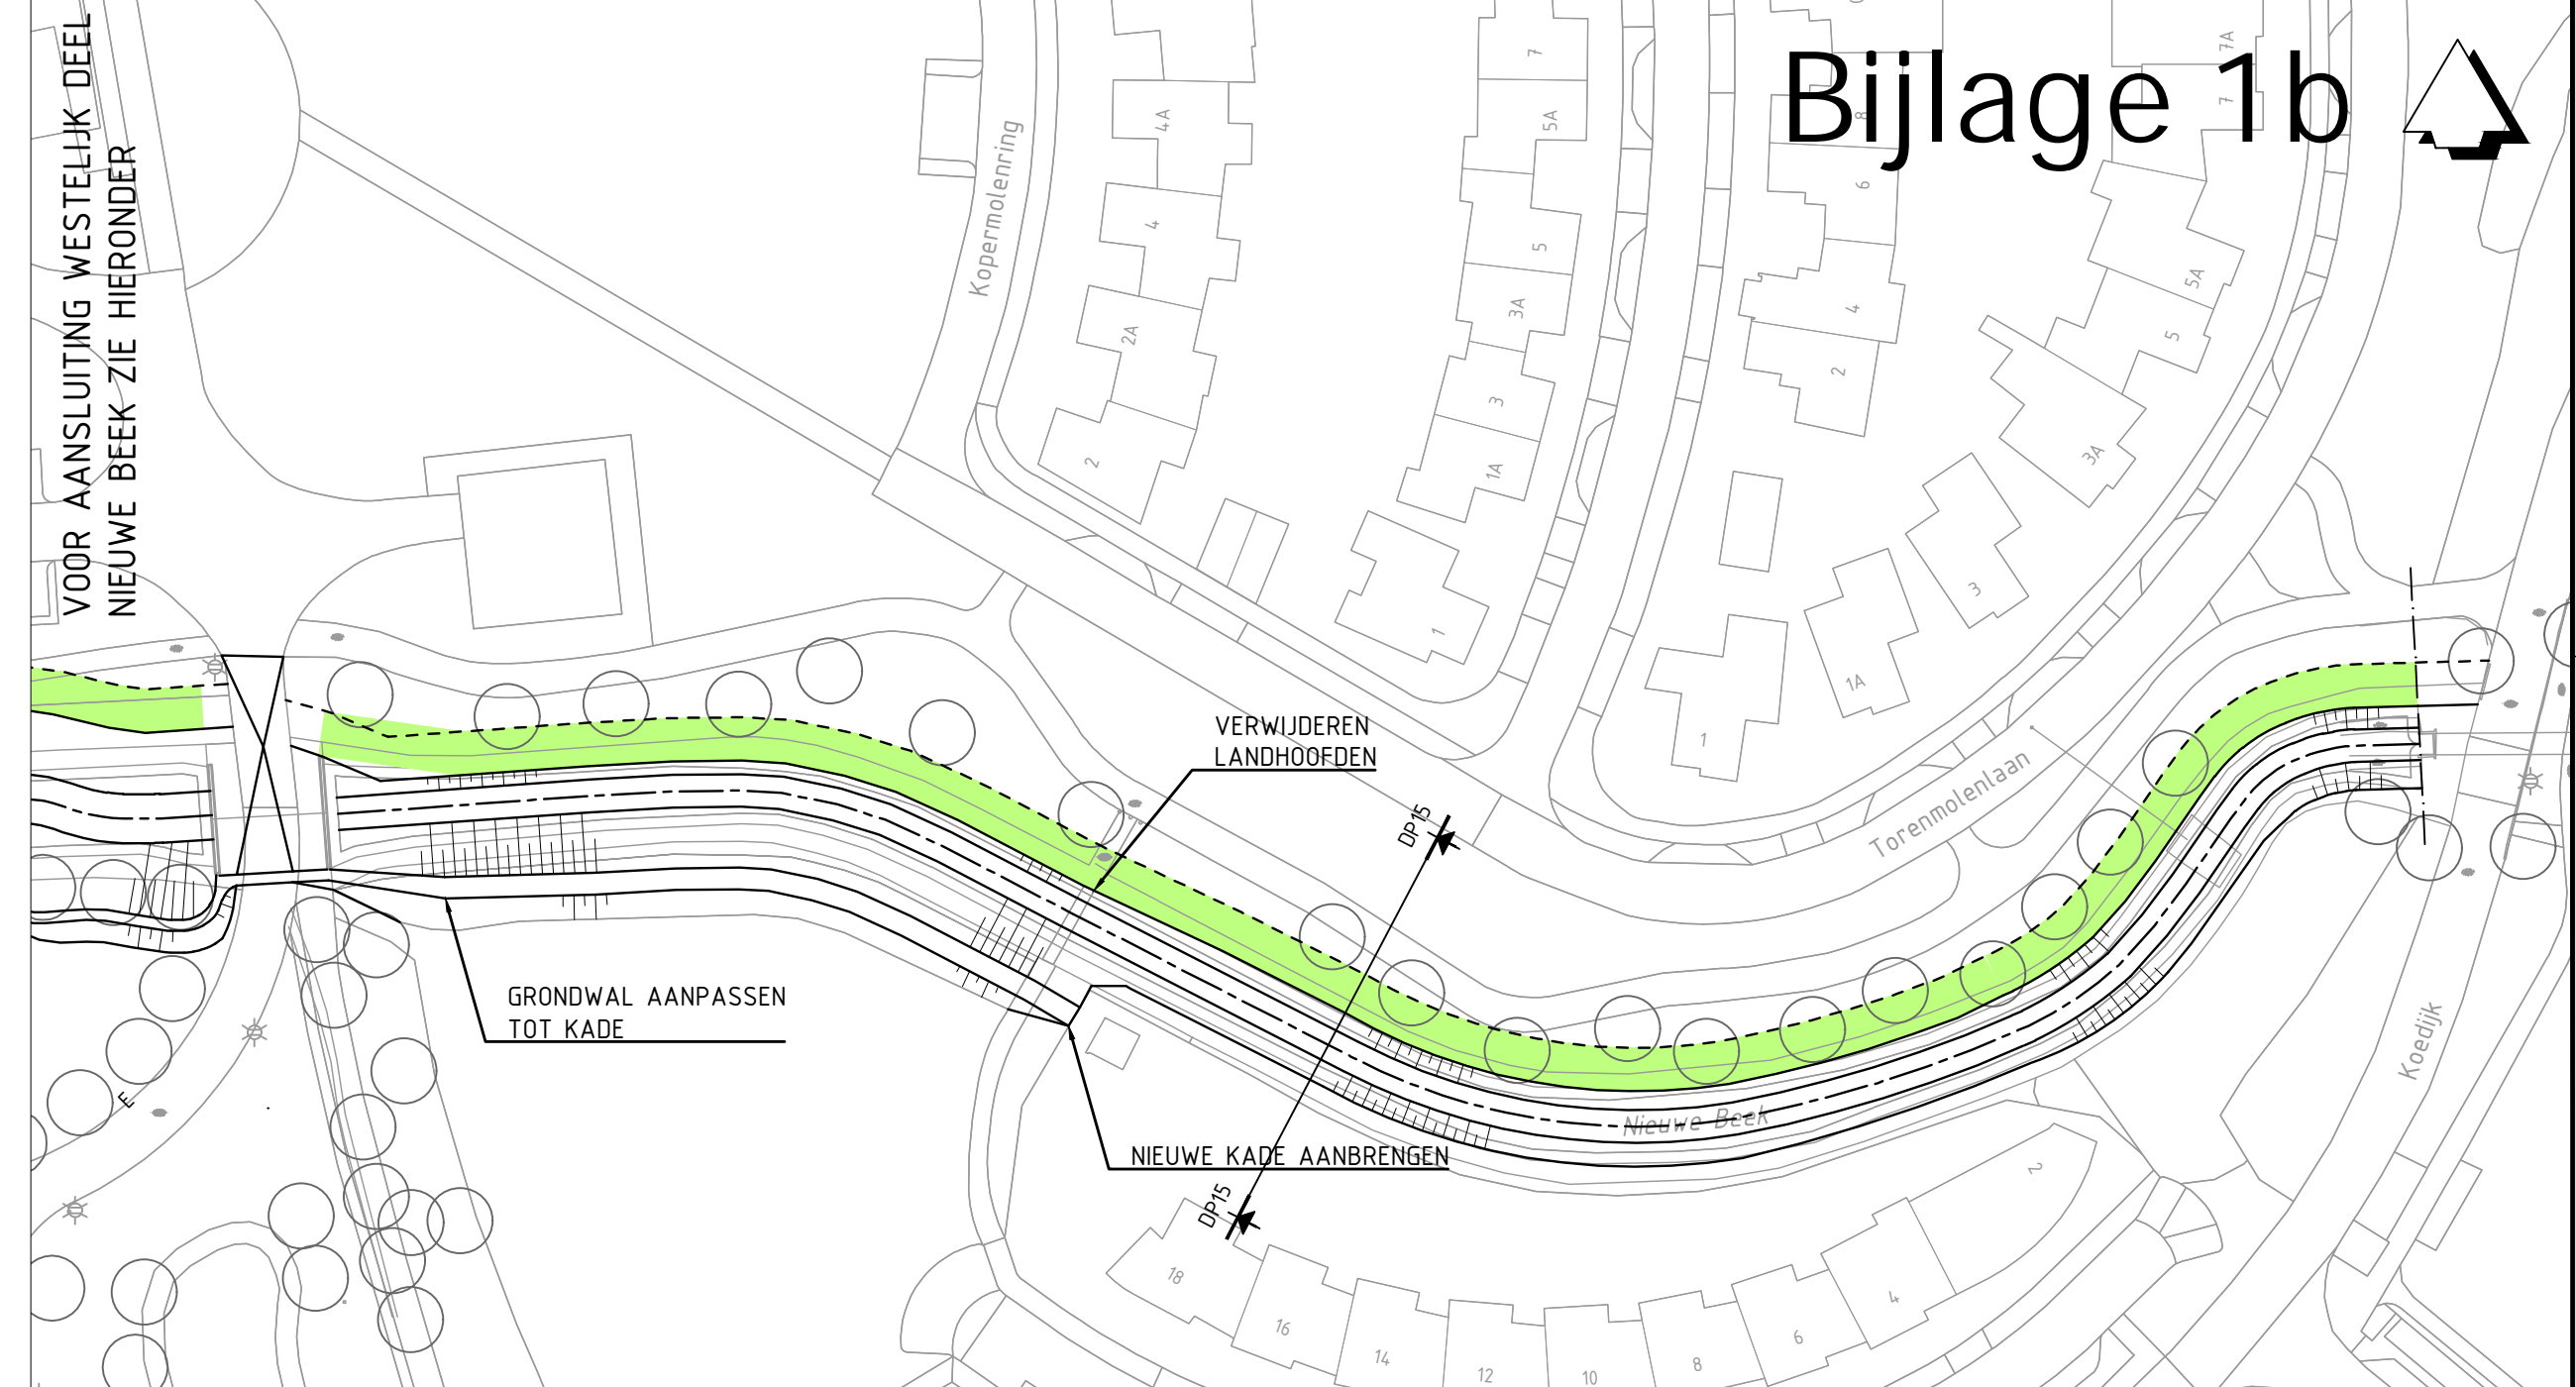 Bijlage 1b
VOOR AANSLUITING WESTELIJK DEEL
NIEUWE BEEK ZIE HIERONDER
Kopermolenring
4A
4
2A
2
7
5A
5
3A
3
1A
1
8
6
4
2
7A
7
5A
5
3A
3
1A
1
Torenmolenlaan
VERWIJDEREN
LANDHOOFDEN
DP15
GRONDWAL AANPASSEN
TOT KADE
NIEUWE KADE AANBRENGEN
DP15
Nieuwe Beek
Koedijk
E
18
16
14
12
10
8
6
4
2